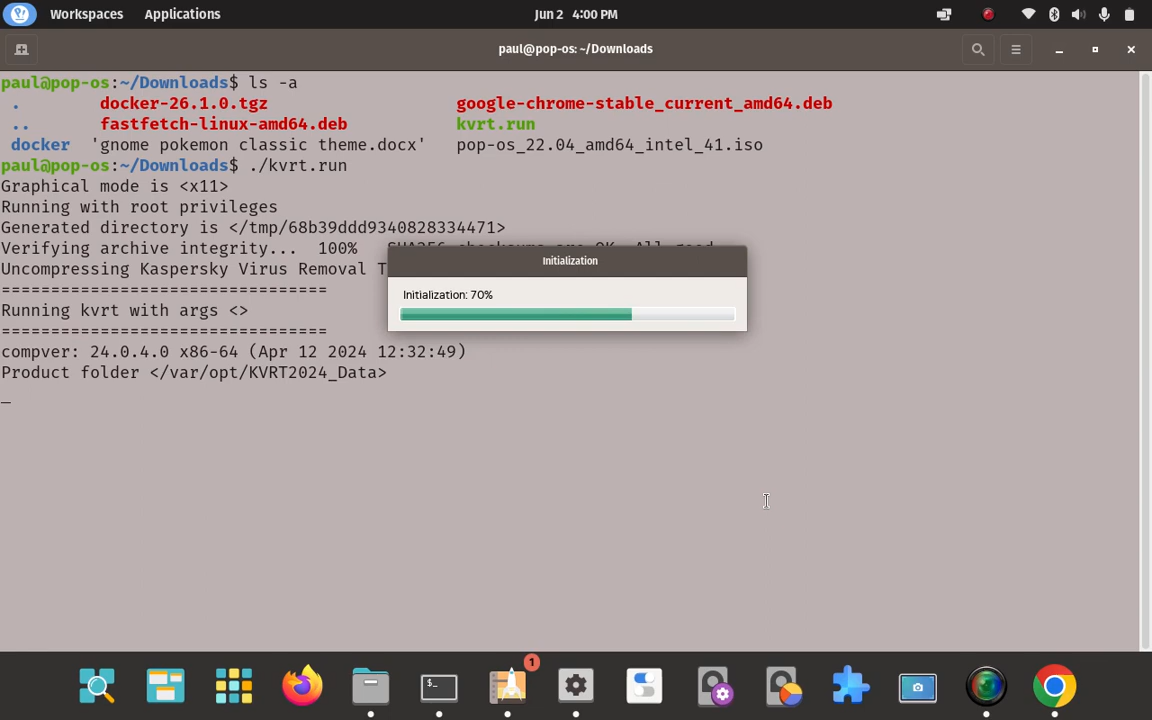 Workspaces Applications Jun 2 4:00 PM
paul@pop-os: ~/Downloads
paul@pop-os:~/Downloads$ ls -a
. docker-26.1.0.tgz google-chrome-stable_current_amd64.deb
.. fastfetch-linux-amd64.deb kvrt.run
docker 'gnome pokemon classic theme.docx' pop-os_22.04_amd64_intel_41.iso
paul@pop-os:~/Downloads$ ./kvrt.run
Graphical mode is <x11>
Running with root privileges
Generated directory is </tmp/68b39ddd9340828334471>
Verifying archive integrity... 100% SHA256 checksums are OK. All good.
Uncompressing Kaspersky Virus Removal T
================================
Running kvrt with args <>
================================
compver: 24.0.4.0 x86-64 (Apr 12 2024 12:32:49)
Product folder </var/opt/KVRT2024_Data>
_
Initialization
Initialization: 70%
1